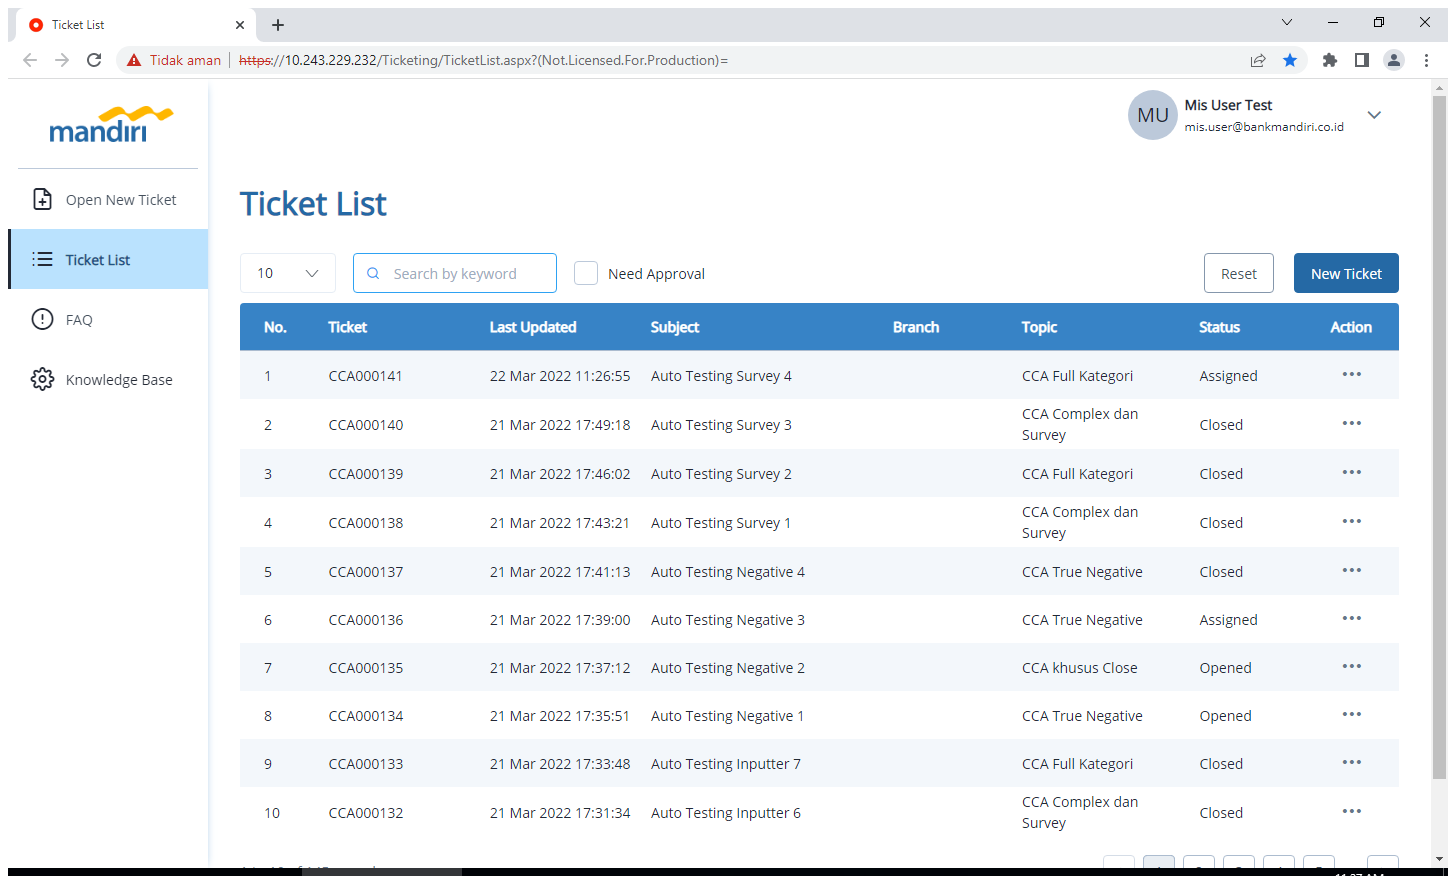 Ticket List
Tidak aman
https://10.243.229.232/Ticketing/TicketList.aspx?(Not.Licensed.For.Production)=
mandiri
MU
Mis User Test
mis.user@bankmandiri.co.id
Open New Ticket
Ticket List
FAQ
Knowledge Base
Ticket List
10 Search by keyword Need Approval Reset New Ticket
No. Ticket Last Updated Subject Branch Topic Status Action
1 CCA000141 22 Mar 2022 11:26:55 Auto Testing Survey 4 CCA Full Kategori Assigned
2 CCA000140 21 Mar 2022 17:49:18 Auto Testing Survey 3 CCA Complex dan Survey Closed
3 CCA000139 21 Mar 2022 17:46:02 Auto Testing Survey 2 CCA Full Kategori Closed
4 CCA000138 21 Mar 2022 17:43:21 Auto Testing Survey 1 CCA Complex dan Survey Closed
5 CCA000137 21 Mar 2022 17:41:13 Auto Testing Negative 4 CCA True Negative Closed
6 CCA000136 21 Mar 2022 17:39:00 Auto Testing Negative 3 CCA True Negative Assigned
7 CCA000135 21 Mar 2022 17:37:12 Auto Testing Negative 2 CCA khusus Close Opened
8 CCA000134 21 Mar 2022 17:35:51 Auto Testing Negative 1 CCA True Negative Opened
9 CCA000133 21 Mar 2022 17:33:48 Auto Testing Inputter 7 CCA Full Kategori Closed
10 CCA000132 21 Mar 2022 17:31:34 Auto Testing Inputter 6 CCA Complex dan Survey Closed